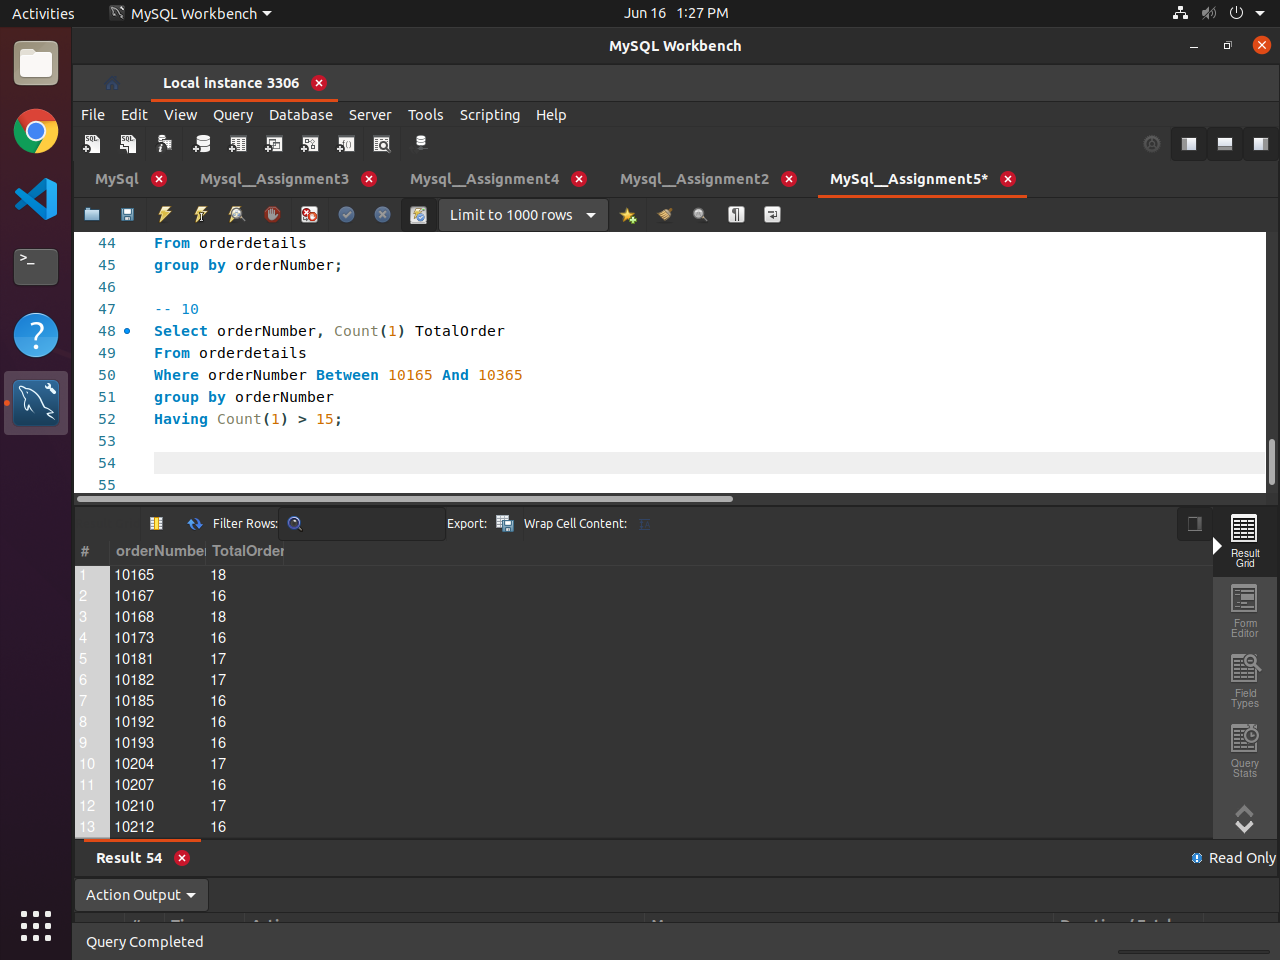 Activities
MySQL Workbench
Jun 16 1:27 PM
MySQL Workbench
Local instance 3306
File Edit View Query Database Server Tools Scripting Help
MySql
Mysql__Assignment3
Mysql__Assignment4
Mysql__Assignment2
MySql__Assignment5*
Limit to 1000 rows
44 From orderdetails
45 group by orderNumber;
46
47 -- 10
48 Select orderNumber, Count(1) TotalOrder
49 From orderdetails
50 Where orderNumber Between 10165 And 10365
51 group by orderNumber
52 Having Count(1) > 15;
53
54
55
Filter Rows:
Export:
Wrap Cell Content:
# orderNumber TotalOrder
1 10165 18
2 10167 16
3 10168 18
4 10173 16
5 10181 17
6 10182 17
7 10185 16
8 10192 16
9 10193 16
10 10204 17
11 10207 16
12 10210 17
13 10212 16
Result
Grid
Form
Editor
Field
Types
Query
Stats
Result 54
Read Only
Action Output
Query Completed